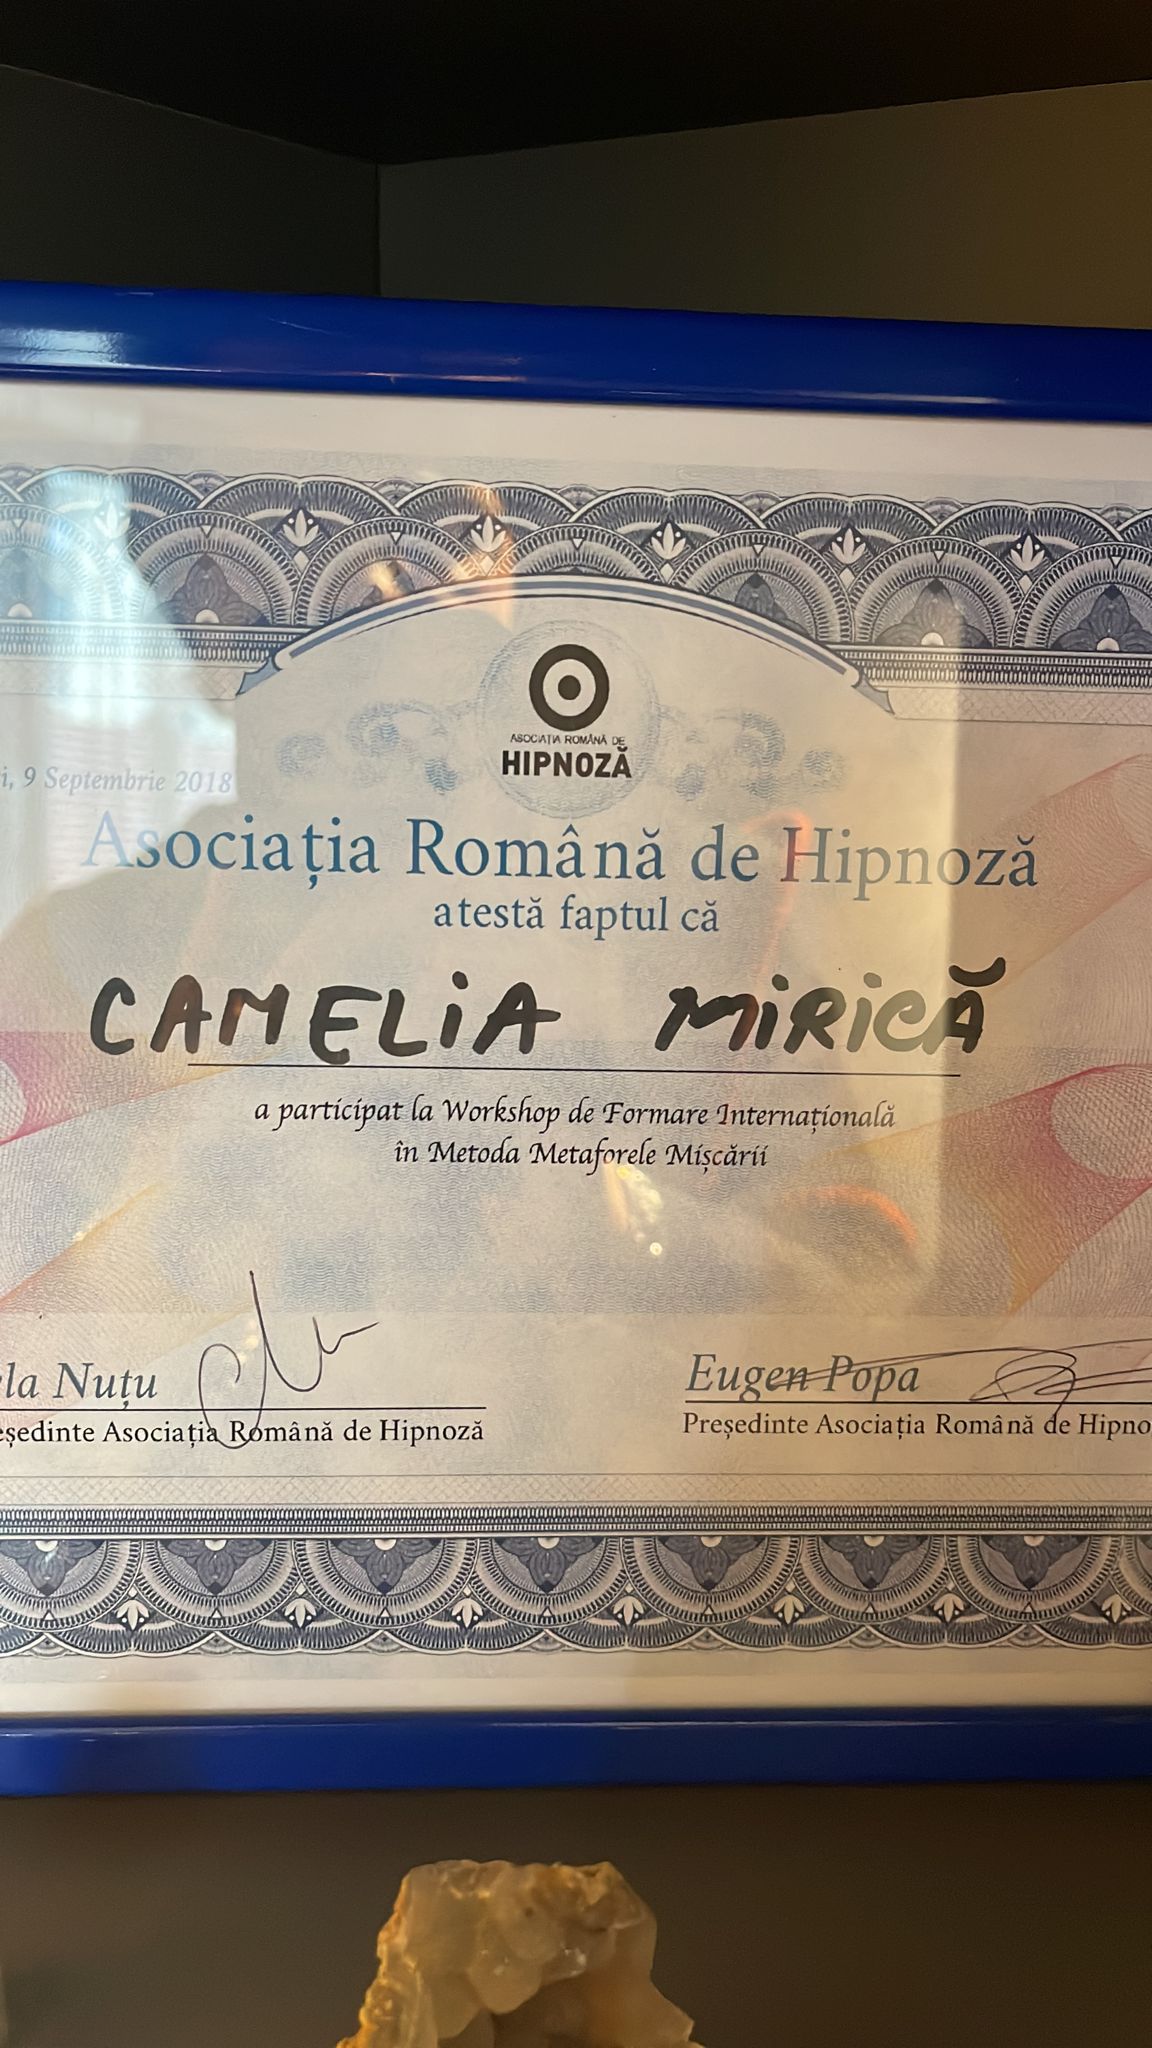 ASOCIAȚIA ROMÂNĂ DE
HIPNOZĂ
9 Septembrie 2018
Asociația Română de Hipnoză
atestă faptul că
CAMELIA MIRICĂ
a participat la Workshop de Formare Internațională
în Metoda Metaforele Mișcării
Nuțu
Asociația Română de Hipnoză
Eugen Popa
Președinte Asociația Română de